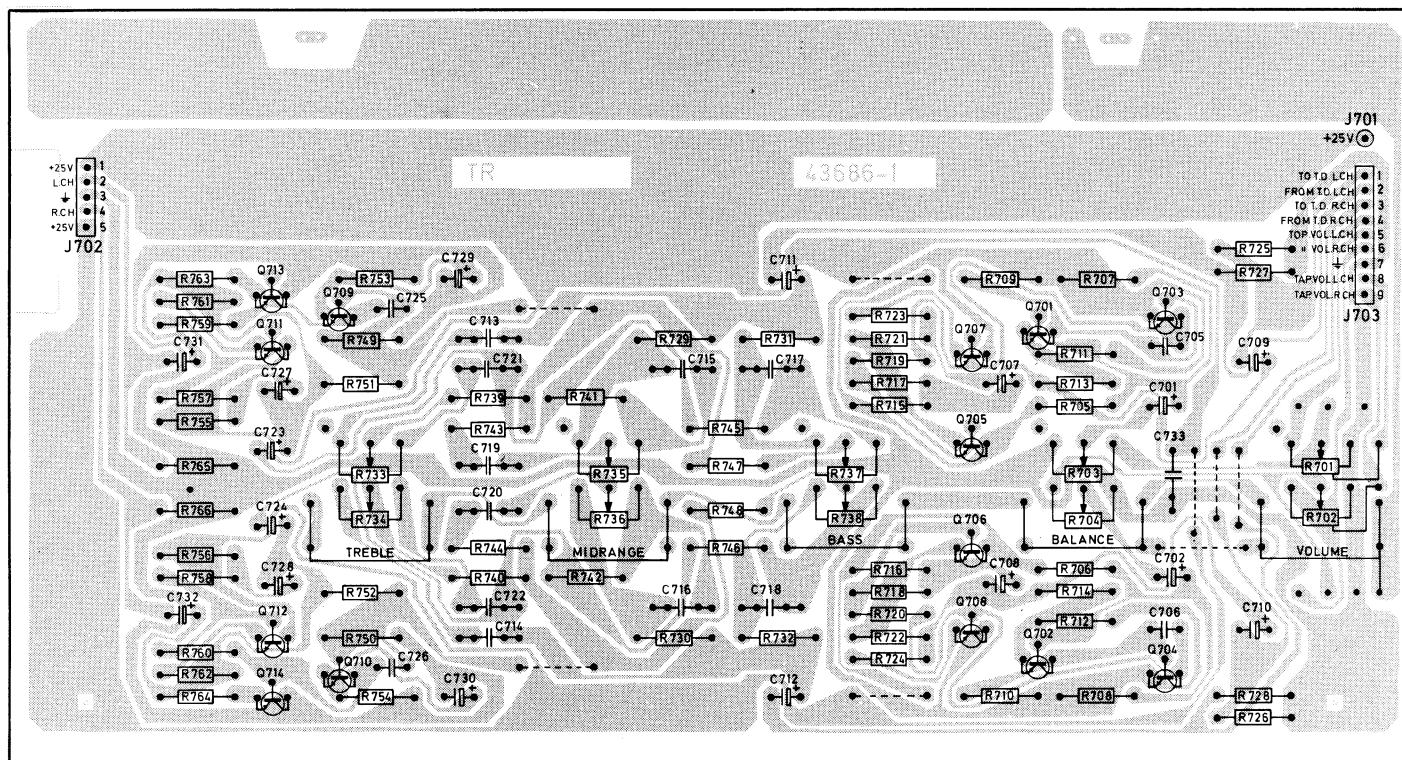 J701
+25V
TR
43686-1
+25V 1
L.CH 2
3
R.CH 4
+25V 5
J702
TO T.D. L.CH 1
FROM T.D. L.CH 2
TO T.D. R.CH 3
FROM T.D. R.CH 4
TOP VOL.L.CH 5
" VOL.R.CH 6
7
TAP.VOL.L.CH 8
TAP.VOL.R.CH 9
J703
R725
R727
R763
Q713
R753
C729
C711
R709
R707
R761
Q709
C725
Q703
R759
Q711
C713
R723
Q701
C731
R749
R729
R731
R721
Q707
C705
C709
C727
C721
C715
C717
R719
C707
R711
R751
R717
R713
R757
R739
R741
R715
R705
C701
R755
R743
R745
Q705
C723
C719
C733
R765
R733
R735
R747
R737
R703
R701
R766
C724
R734
C720
R736
R748
R738
R704
R702
TREBLE
MIDRANGE
BASS
BALANCE
VOLUME
R756
R744
R746
Q706
R758
C728
R740
R742
R716
C708
R706
C702
R752
C722
C716
C718
R718
R714
C732
Q712
R720
Q708
R712
C706
C710
R750
C714
R730
R732
R722
Q702
R760
Q710
C726
R724
Q704
R762
Q714
R764
R754
C730
C712
R710
R708
R728
R726